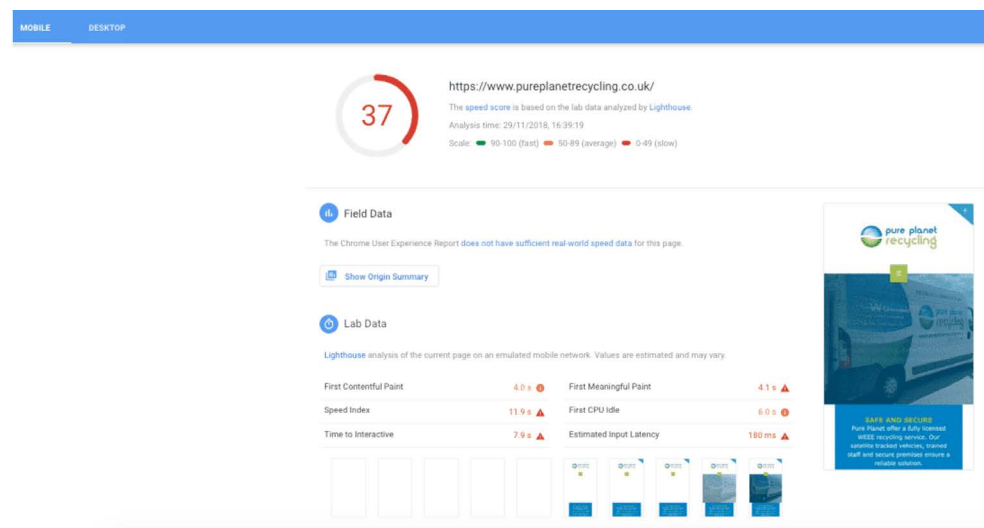 MOBILE
DESKTOP
37
https://www.pureplanetrecycling.co.uk/
The speed score is based on the lab data analyzed by Lighthouse.
Analysis time: 29/11/2018, 16:39:19
Scale: 90-100 (fast) 50-89 (average) 0-49 (slow)
Field Data
The Chrome User Experience Report does not have sufficient real-world speed data for this page.
Show Origin Summary
Lab Data
Lighthouse analysis of the current page on an emulated mobile network. Values are estimated and may vary.
First Contentful Paint 4.0 s
First Meaningful Paint 4.1 s
Speed Index 11.9 s
First CPU Idle 6.0 s
Time to Interactive 7.9 s
Estimated Input Latency 180 ms
pure planet
recycling
pure planet
recycling
SAFE AND SECURE
Pure Planet offer a fully licensed
WEEE recycling service. Our
satellite tracked vehicles, trained
staff and secure premises ensure a
reliable solution.